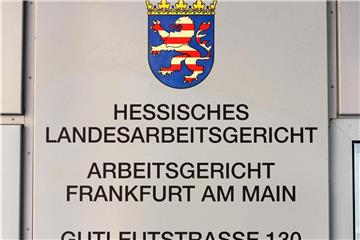 HESSISCHES
LANDESARBEITSGERICHT
ARBEITSGERICHT
FRANKFURT AM MAIN
GUTLEUTSTRASSE 130